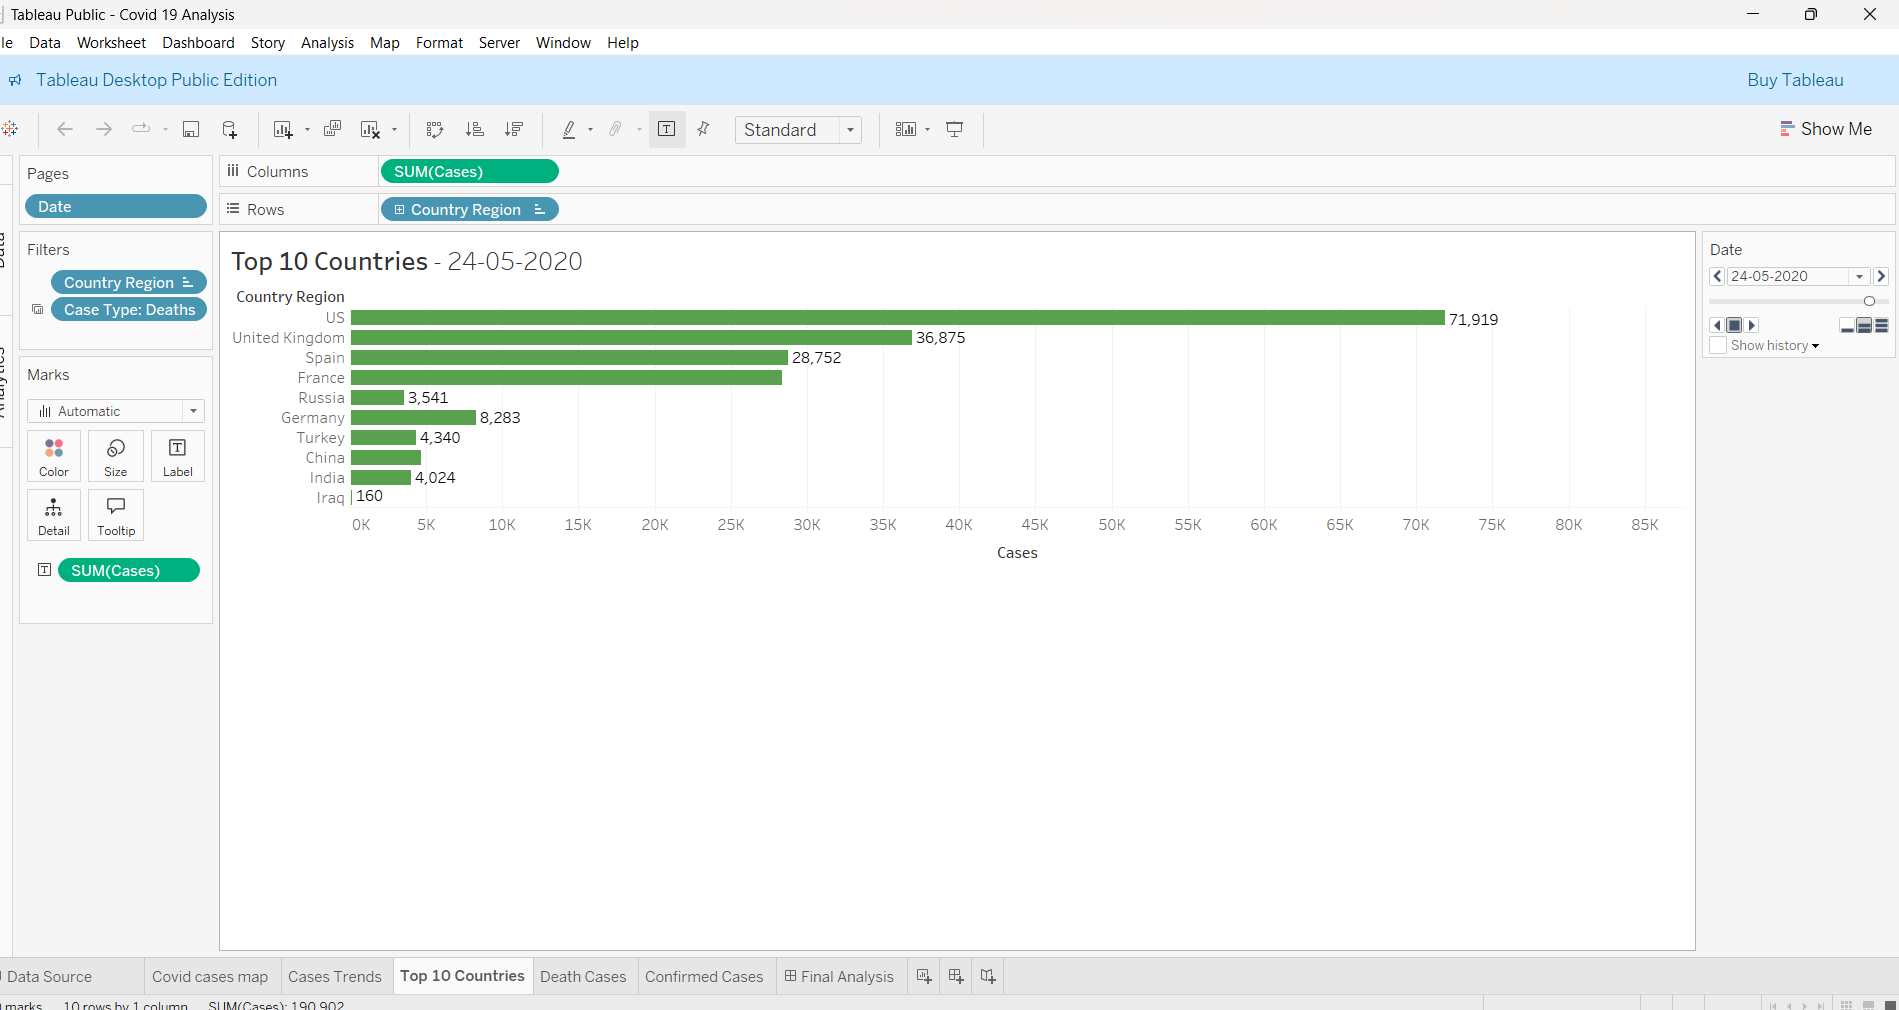 Tableau Public - Covid 19 Analysis
le Data Worksheet Dashboard Story Analysis Map Format Server Window Help
Tableau Desktop Public Edition Buy Tableau
Standard Show Me
Pages
Date
Columns SUM(Cases)
Rows Country Region
Filters
Country Region
Case Type: Deaths
Marks
Automatic
Color Size Label
Detail Tooltip
SUM(Cases)
Top 10 Countries - 24-05-2020
Country Region
US 71,919
United Kingdom 36,875
Spain 28,752
France
Russia 3,541
Germany 8,283
Turkey 4,340
China
India 4,024
Iraq 160
0K 5K 10K 15K 20K 25K 30K 35K 40K 45K 50K 55K 60K 65K 70K 75K 80K 85K
Cases
Date
24-05-2020
Show history
Data Source Covid cases map Cases Trends Top 10 Countries Death Cases Confirmed Cases Final Analysis
marks 10 rows by 1 column SUM(Cases): 190,902